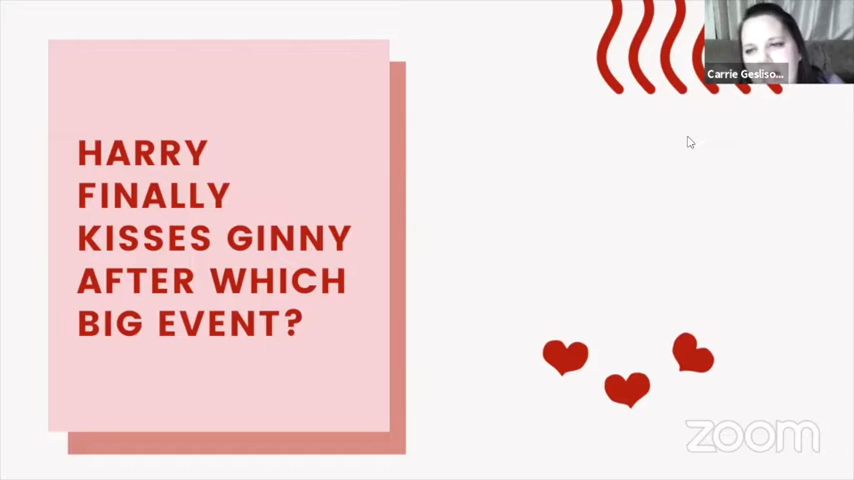 Carrie Gesliso...
HARRY
FINALLY
KISSES GINNY
AFTER WHICH
BIG EVENT?
zoom